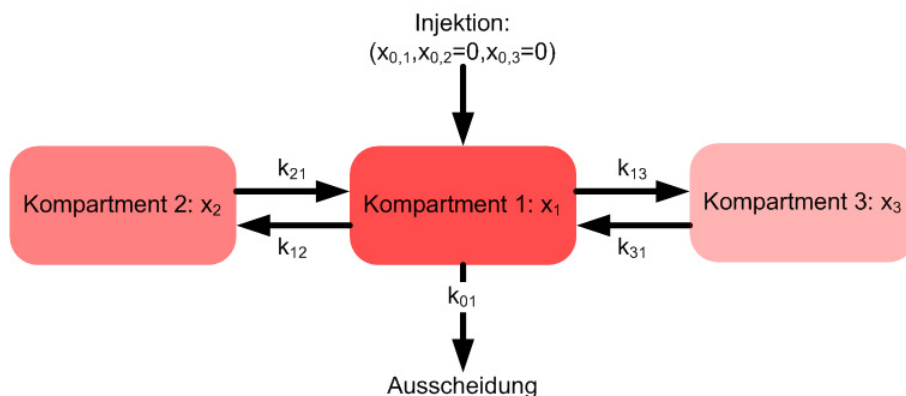 Injektion:
(x0,1,x0,2=0,x0,3=0)
k21
k13
Kompartment 2: x2
Kompartment 1: x1
Kompartment 3: x3
k12
k31
k01
Ausscheidung